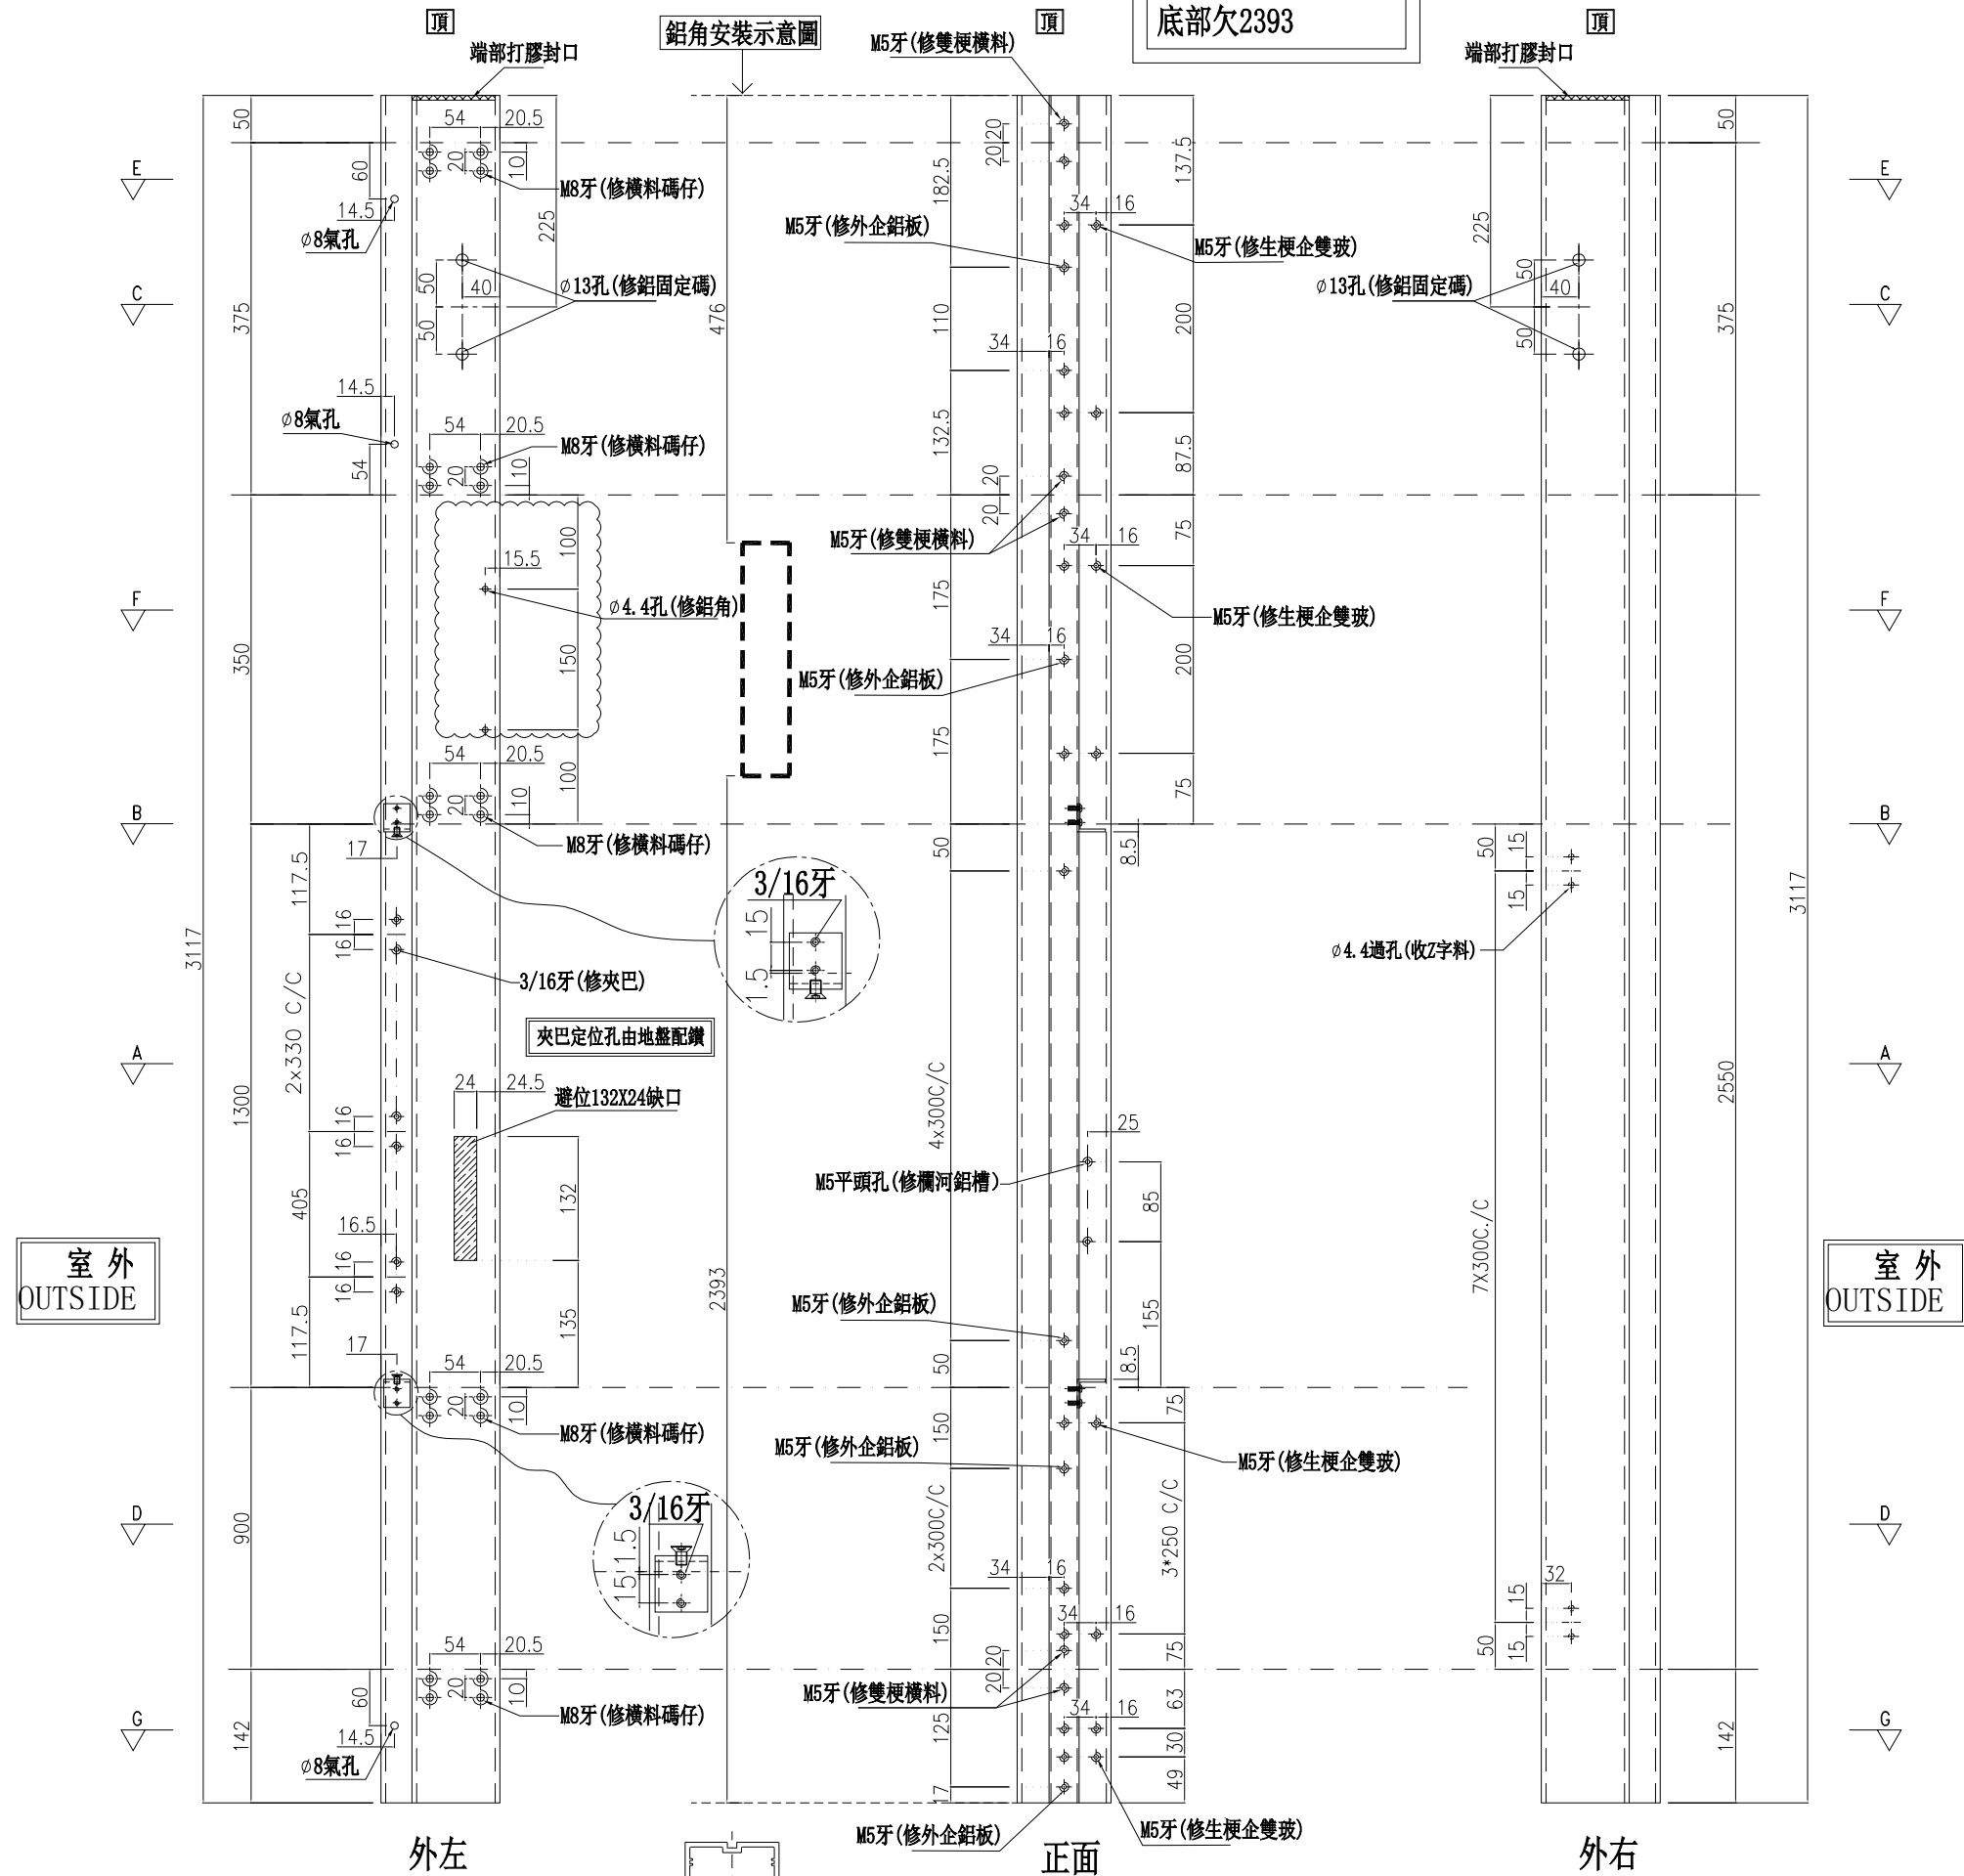 頂
頂
頂
底部欠2393
鋁角安裝示意圖
端部打膠封口
M5牙(修雙梗橫料)
端部打膠封口
50
54
20.5
20
10
60
M8牙(修橫料碼仔)
14.5
ø8氣孔
225
375
50
50
40
ø13孔(修鋁固定碼)
14.5
ø8氣孔
54
54
20.5
20
10
M8牙(修橫料碼仔)
100
15.5
ø4.4孔(修鋁角)
150
350
100
54
20.5
20
10
M8牙(修橫料碼仔)
17
117.5
16
16
3/16牙(修夾巴)
3117
2x330 C/C
夾巴定位孔由地盤配鑽
24
24.5
避位132X24缺口
1300
16
16
405
132
16.5
16
16
135
117.5
17
54
20.5
20
10
M8牙(修橫料碼仔)
900
54
20.5
20
10
M8牙(修橫料碼仔)
60
14.5
142
ø8氣孔
外左
3/16牙
15
1.5
3/16牙
1.5
15
476
2393
20
20
182.5
137.5
34
16
M5牙(修外企鋁板)
M5牙(修生梗企雙玻)
110
200
34
16
132.5
87.5
20
20
M5牙(修雙梗橫料)
75
34
16
175
M5牙(修生梗企雙玻)
34
16
200
M5牙(修外企鋁板)
175
75
50
8.5
4x300C/C
25
M5平頭孔(修欄河鋁槽)
85
155
M5牙(修外企鋁板)
50
8.5
150
75
M5牙(修外企鋁板)
M5牙(修生梗企雙玻)
2x300C/C
3*250 C/C
34
16
150
34
16
75
20
20
M5牙(修雙梗橫料)
63
34
16
125
30
17
49
M5牙(修外企鋁板)
M5牙(修生梗企雙玻)
正面
50
225
50
40
50
ø13孔(修鋁固定碼)
375
50
15
15
ø4.4過孔(收Z字料)
3117
2550
7X300C./C
32
15
15
50
142
外右
E
C
F
B
A
D
G
E
C
F
B
A
D
G
室 外
OUTSIDE
室 外
OUTSIDE